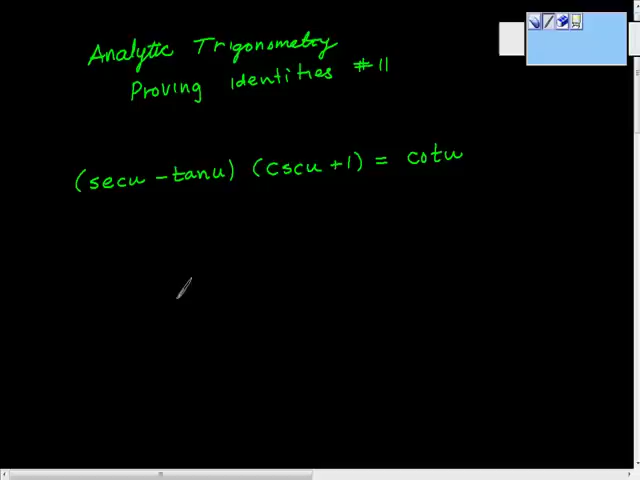 Analytic Trigonometry
Proving Identities #11
(secu - tanu) (cscu + 1) = cotu